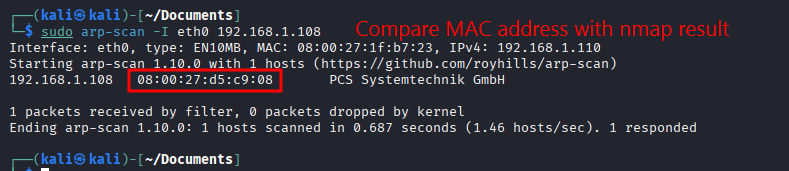 ┌──(kali㉿kali)-[~/Documents]
└─$ sudo arp-scan -I eth0 192.168.1.108
Compare MAC address with nmap result
Interface: eth0, type: EN10MB, MAC: 08:00:27:1f:b7:23, IPv4: 192.168.1.110
Starting arp-scan 1.10.0 with 1 hosts (https://github.com/royhills/arp-scan)
192.168.1.108 08:00:27:d5:c9:08 PCS Systemtechnik GmbH
1 packets received by filter, 0 packets dropped by kernel
Ending arp-scan 1.10.0: 1 hosts scanned in 0.687 seconds (1.46 hosts/sec). 1 responded
┌──(kali㉿kali)-[~/Documents]